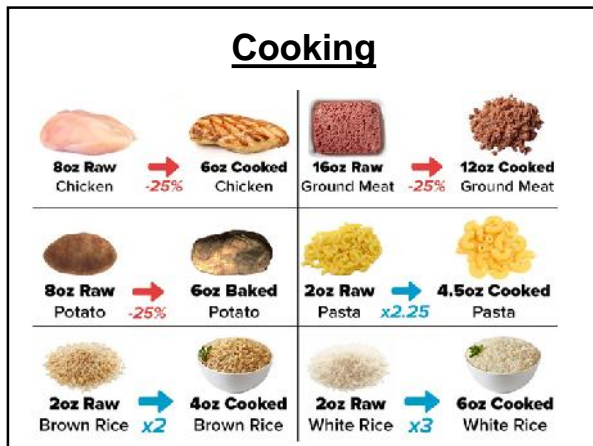 Cooking
8oz Raw
Chicken
-25%
6oz Cooked
Chicken
16oz Raw
Ground Meat
-25%
12oz Cooked
Ground Meat
8oz Raw
Potato
-25%
6oz Baked
Potato
2oz Raw
Pasta
x2.25
4.5oz Cooked
Pasta
2oz Raw
Brown Rice
x2
4oz Cooked
Brown Rice
2oz Raw
White Rice
x3
6oz Cooked
White Rice